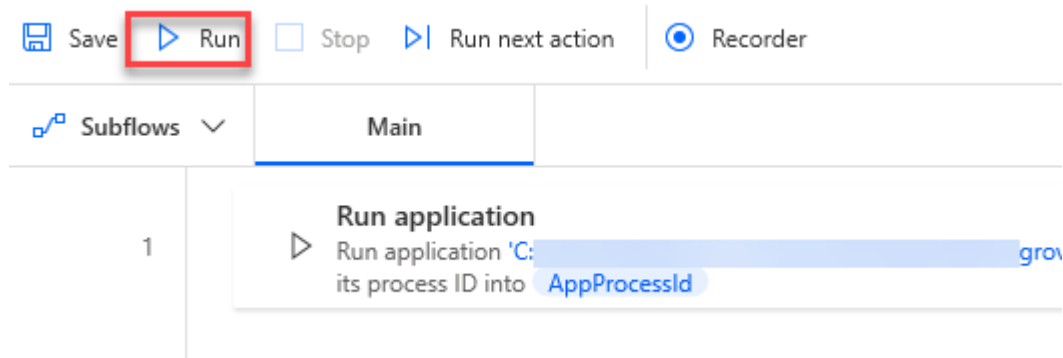 Save Run Stop Run next action Recorder
Subflows Main
Run application
1
Run application 'C:
its process ID into AppProcessId